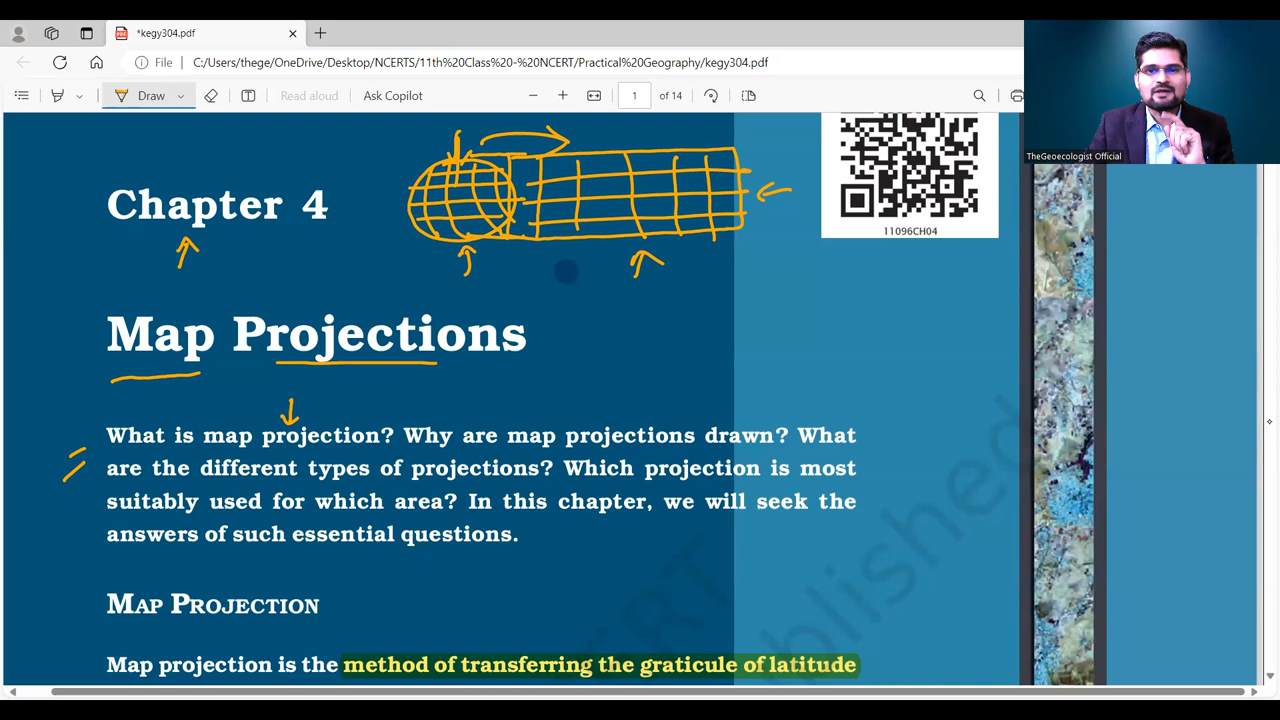 *kegy304.pdf
File C:/Users/thege/OneDrive/Desktop/NCERTS/11th%20Class%20-%20NCERT/Practical%20Geography/kegy304.pdf
Draw Read aloud Ask Copilot 1 of 14
TheGeoecologist Official
11096CH04
Chapter 4
Map Projections
What is map projection? Why are map projections drawn? What
are the different types of projections? Which projection is most
suitably used for which area? In this chapter, we will seek the
answers of such essential questions.
MAP PROJECTION
Map projection is the method of transferring the graticule of latitude